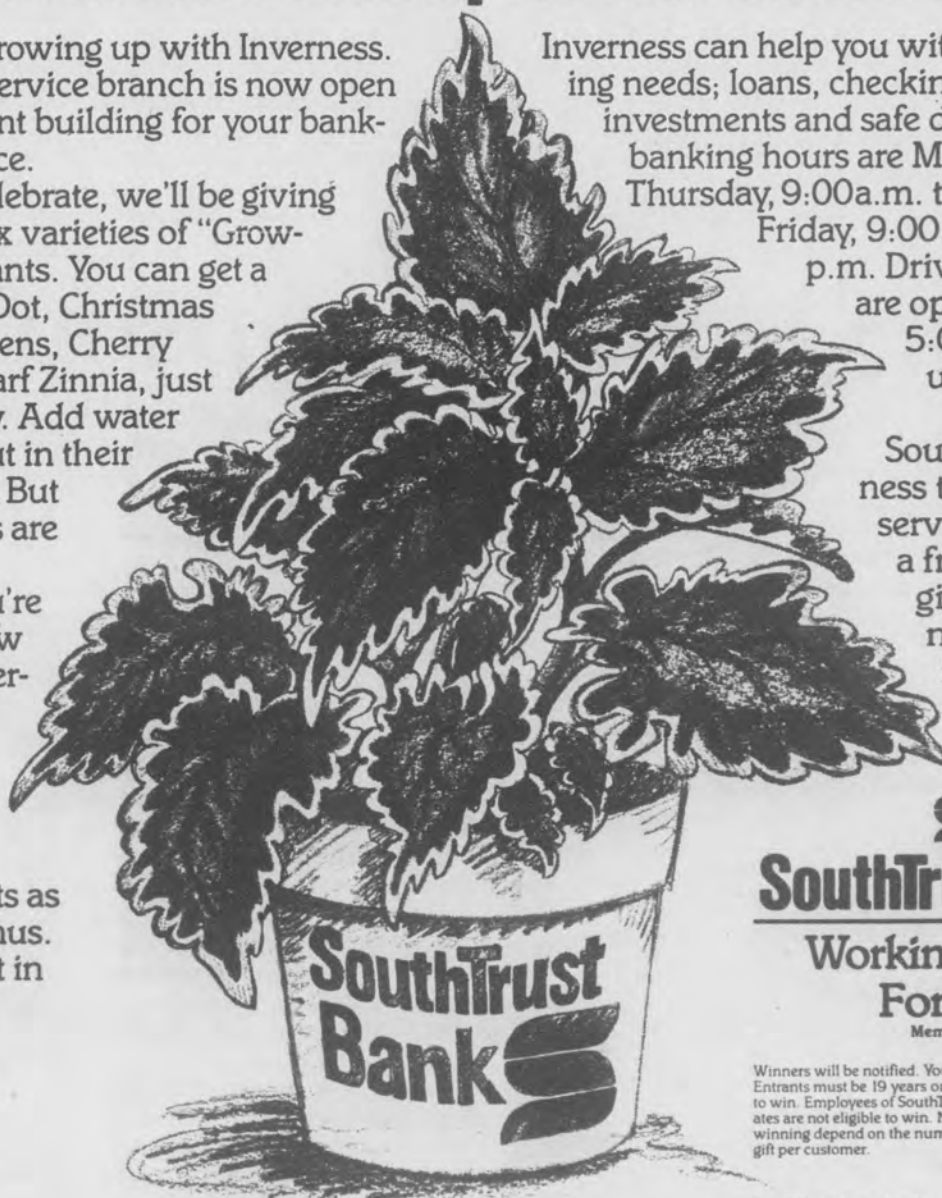 rowing up with Inverness.
ervice branch is now open
nt building for your bank-
ce.
lebrate, we'll be giving
x varieties of "Grow-
ants. You can get a
Dot, Christmas
ens, Cherry
arf Zinnia, just
. Add water
ut in their
But
s are
u're
w
er-
ts as
nus.
t in
Inverness can help you wit
ing needs; loans, checkin
investments and safe d
banking hours are M
Thursday, 9:00a.m. t
Friday, 9:00
p.m. Driv
are op
5:0
u
Sou
ness t
serv
a fr
gi
n
SouthTrust
Bank
SouthTr
Workin
For
Mem
Winners will be notified. You
Entrants must be 19 years or
to win. Employees of SouthT
ates are not eligible to win. N
winning depend on the num
gift per customer.